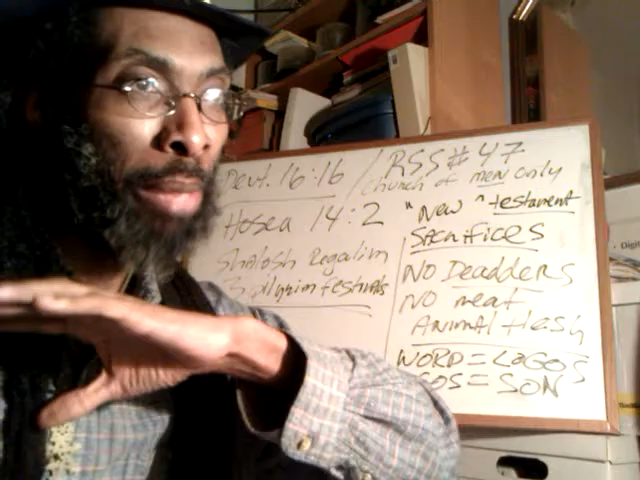 Deut. 16:16
Hosea 14:2
Shalosh Regalim
3 pilgrim festivals
RSS #47
church of men only
"New" testament
SACRIFICES
NO Deadders
NO meat
ANIMAL flesh
WORD = LOGOS
= SON